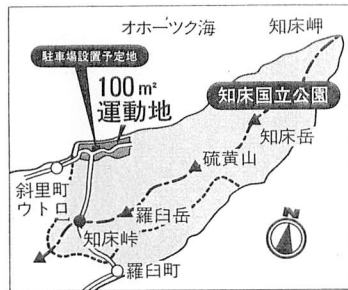 オホーツク海
知床岬
駐車場設置予定地
100m²
運動地
知床国立公園
知床岳
硫黄山
斜里町
ウトロ
羅臼岳
知床峠
羅臼町
N